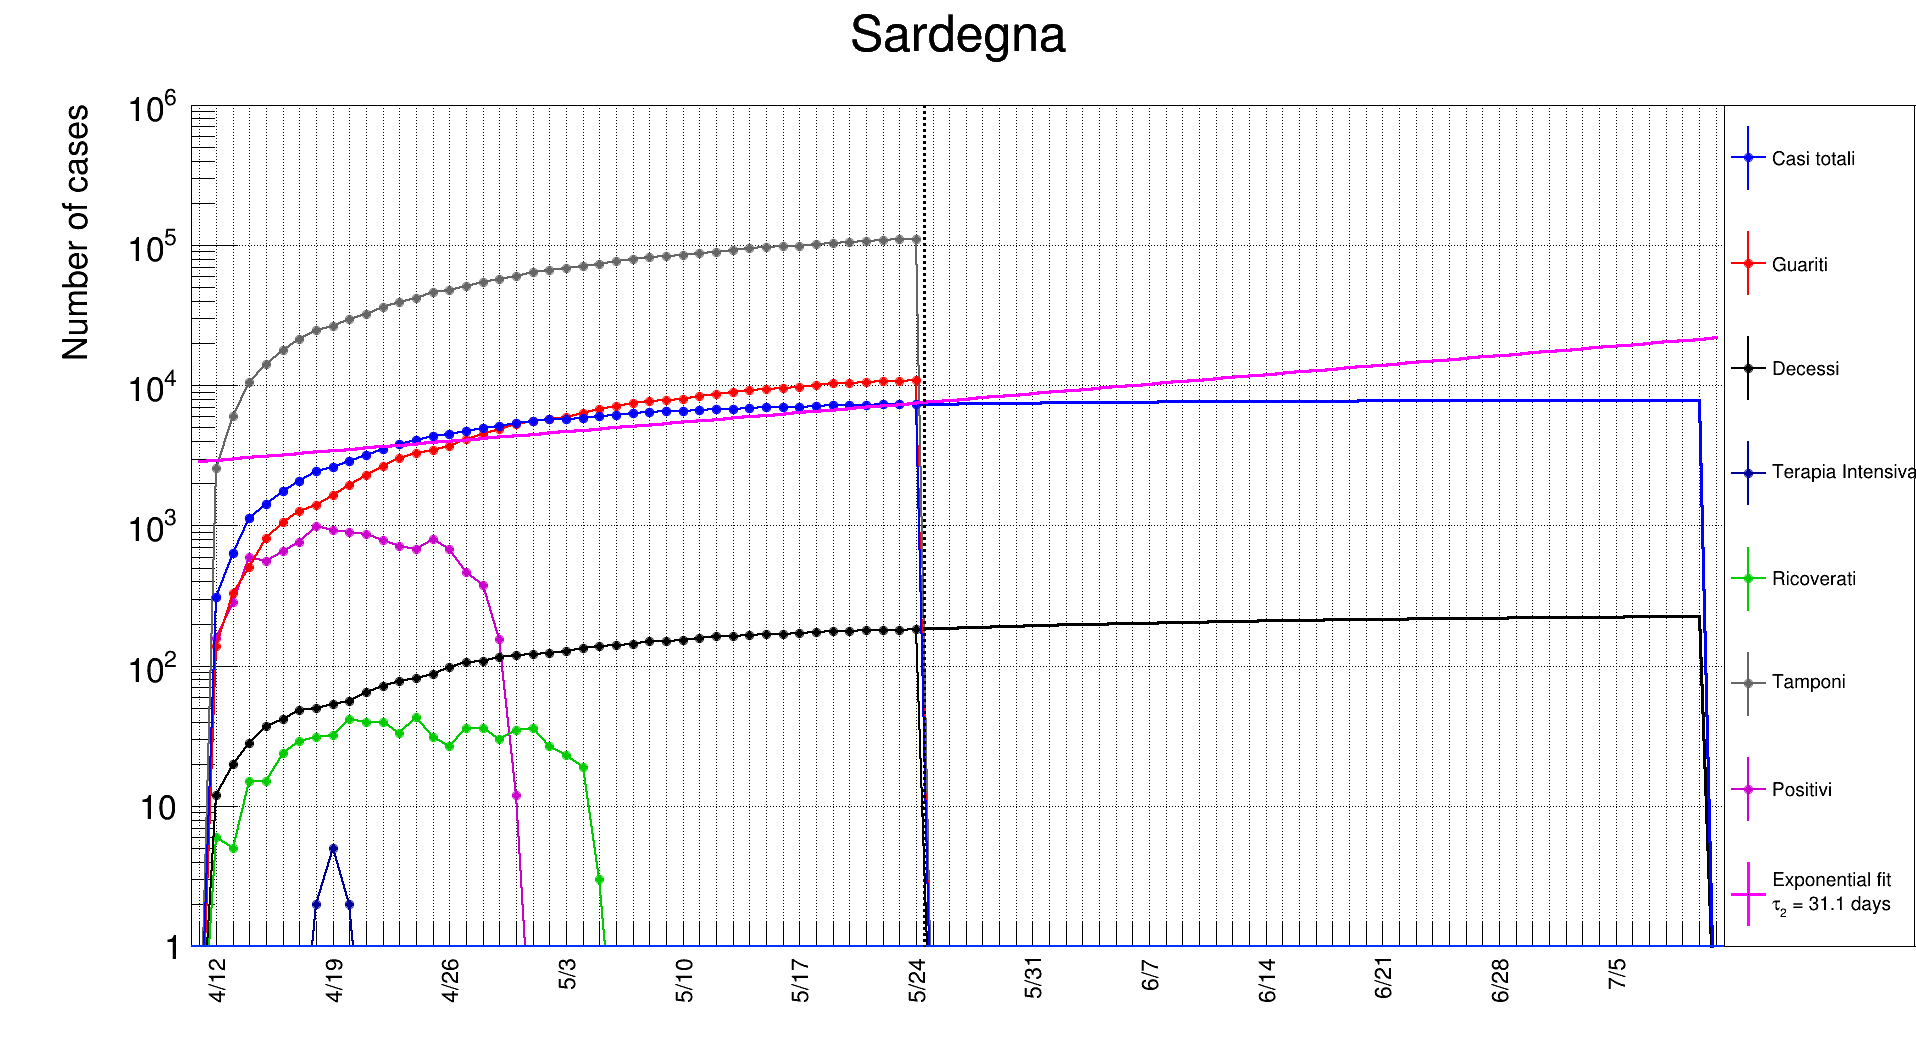 Sardegna
Number of cases
10^6
10^5
10^4
10^3
10^2
10
1
4/12
4/19
4/26
5/3
5/10
5/17
5/24
5/31
6/7
6/14
6/21
6/28
7/5
Casi totali
Guariti
Decessi
Terapia Intensiva
Ricoverati
Tamponi
Positivi
Exponential fit
τ_2 = 31.1 days